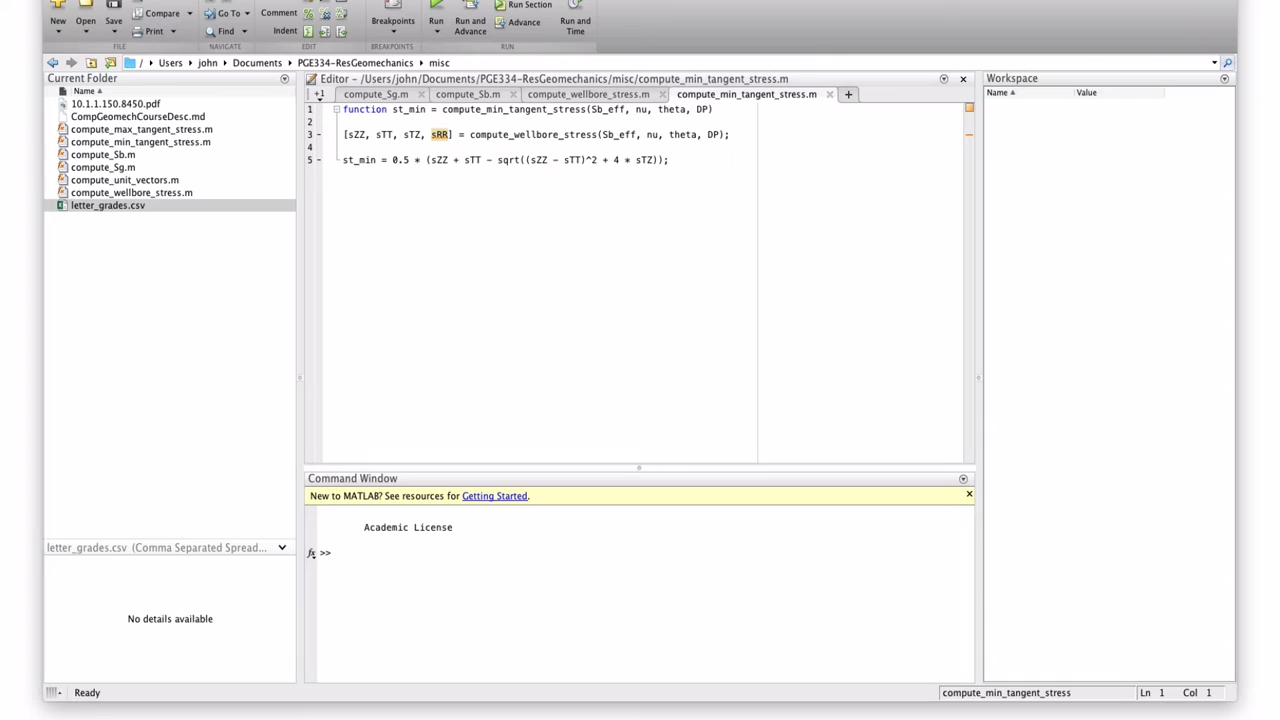 New
Open
Save
Compare
Print
Go To
Find
Comment
Indent
Breakpoints
Run
Run and
Advance
Run Section
Advance
Run and
Time
FILE
NAVIGATE
EDIT
BREAKPOINTS
RUN
/ Users john Documents PGE334-ResGeomechanics misc
Current Folder
Name
10.1.1.150.8450.pdf
CompGeomechCourseDesc.md
compute_max_tangent_stress.m
compute_min_tangent_stress.m
compute_Sb.m
compute_Sg.m
compute_unit_vectors.m
compute_wellbore_stress.m
letter_grades.csv
letter_grades.csv (Comma Separated Spread...
No details available
Editor - /Users/john/Documents/PGE334-ResGeomechanics/misc/compute_min_tangent_stress.m
+1 compute_Sg.m compute_Sb.m compute_wellbore_stress.m compute_min_tangent_stress.m
1 function st_min = compute_min_tangent_stress(Sb_eff, nu, theta, DP)
2
3 - [sZZ, sTT, sTZ, sRR] = compute_wellbore_stress(Sb_eff, nu, theta, DP);
4
5 - st_min = 0.5 * (sZZ + sTT - sqrt((sZZ - sTT)^2 + 4 * sTZ));
Command Window
New to MATLAB? See resources for Getting Started.
Academic License
fx >>
Workspace
Name Value
Ready
compute_min_tangent_stress Ln 1 Col 1